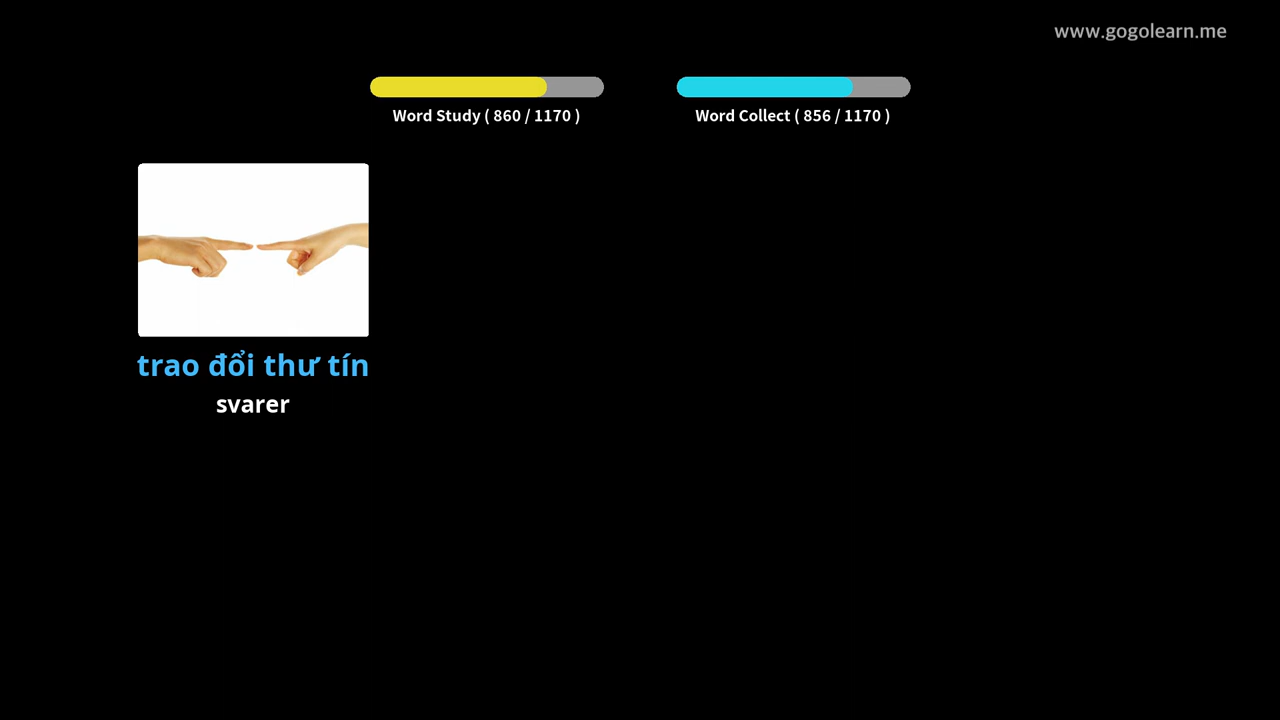 www.gogolearn.me
Word Study ( 860 / 1170 )
Word Collect ( 856 / 1170 )
trao đổi thư tín
svarer